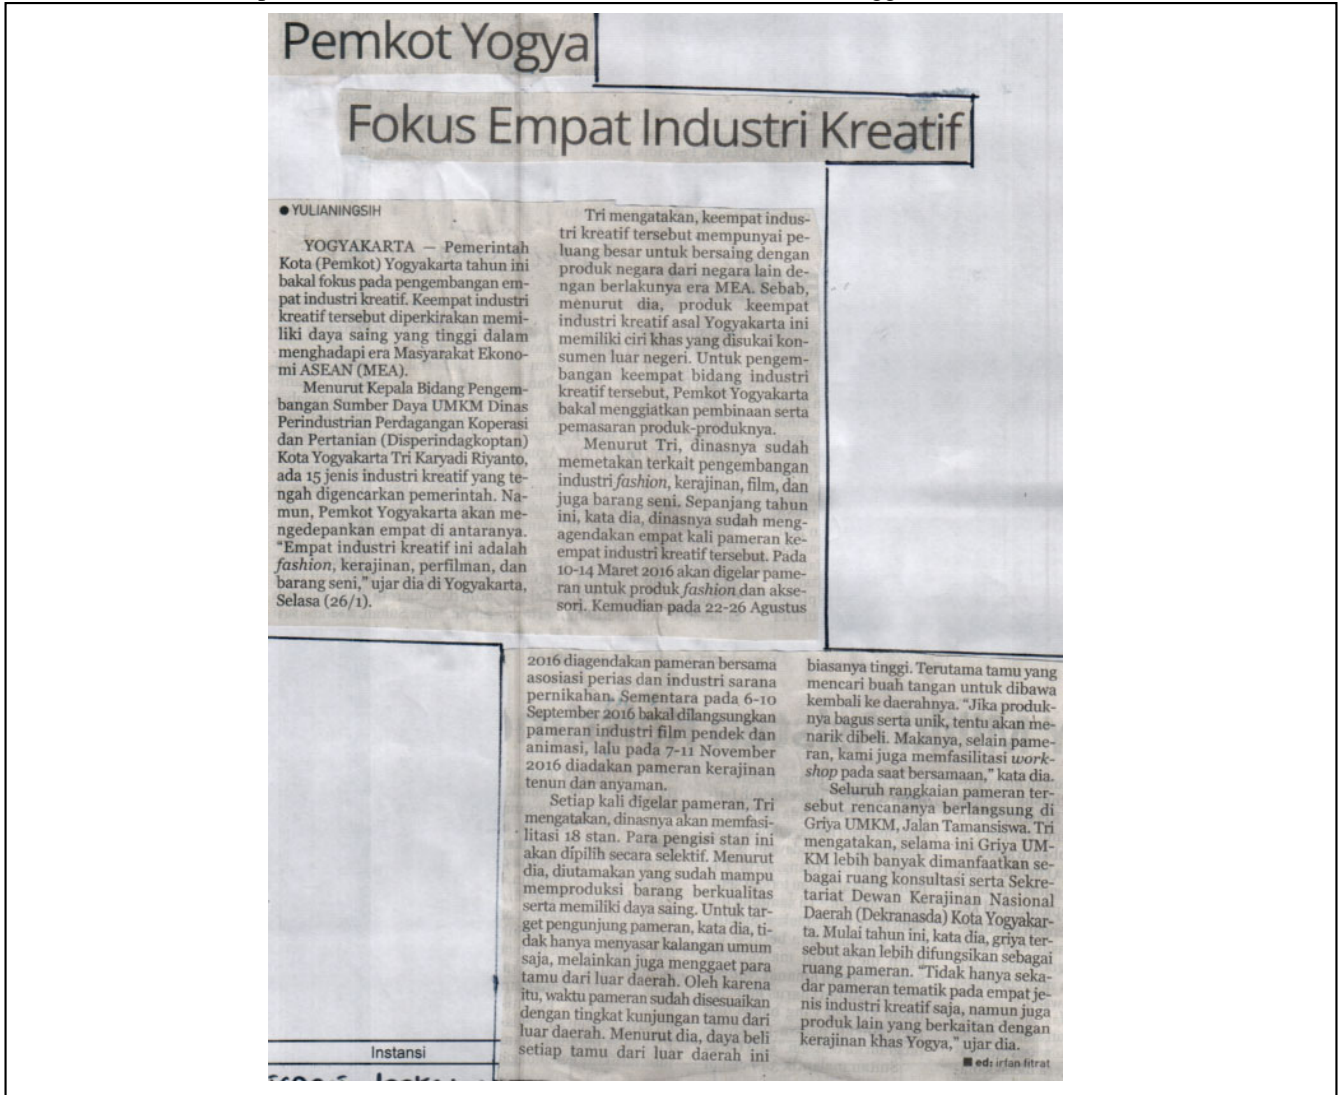 Pemkot Yogya
Fokus Empat Industri Kreatif
● YULIANINGSIH
YOGYAKARTA — Pemerintah
Kota (Pemkot) Yogyakarta tahun ini
bakal fokus pada pengembangan em-
pat industri kreatif. Keempat industri
kreatif tersebut diperkirakan memi-
liki daya saing yang tinggi dalam
menghadapi era Masyarakat Ekono-
mi ASEAN (MEA).
Menurut Kepala Bidang Pengem-
bangan Sumber Daya UMKM Dinas
Perindustrian Perdagangan Koperasi
dan Pertanian (Disperindagkoptan)
Kota Yogyakarta Tri Karyadi Riyanto,
ada 15 jenis industri kreatif yang te-
ngah digencarkan pemerintah. Na-
mun, Pemkot Yogyakarta akan me-
ngedepankan empat di antaranya.
"Empat industri kreatif ini adalah
fashion, kerajinan, perfilman, dan
barang seni," ujar dia di Yogyakarta,
Selasa (26/1).
Tri mengatakan, keempat indus-
tri kreatif tersebut mempunyai pe-
luang besar untuk bersaing dengan
produk negara dari negara lain de-
ngan berlakunya era MEA. Sebab,
menurut dia, produk keempat
industri kreatif asal Yogyakarta ini
memiliki ciri khas yang disukai kon-
sumen luar negeri. Untuk pengem-
bangan keempat bidang industri
kreatif tersebut, Pemkot Yogyakarta
bakal menggiatkan pembinaan serta
pemasaran produk-produknya.
Menurut Tri, dinasnya sudah
memetakan terkait pengembangan
industri fashion, kerajinan, film, dan
juga barang seni. Sepanjang tahun
ini, kata dia, dinasnya sudah meng-
agendakan empat kali pameran ke-
empat industri kreatif tersebut. Pada
10-14 Maret 2016 akan digelar pame-
ran untuk produk fashion dan akse-
sori. Kemudian pada 22-26 Agustus
2016 diagendakan pameran bersama
asosiasi perias dan industri sarana
pernikahan. Sementara pada 6-10
September 2016 bakal dilangsungkan
pameran industri film pendek dan
animasi, lalu pada 7-11 November
2016 diadakan pameran kerajinan
tenun dan anyaman.
Setiap kali digelar pameran, Tri
mengatakan, dinasnya akan memfasi-
litasi 18 stan. Para pengisi stan ini
akan dipilih secara selektif. Menurut
dia, diutamakan yang sudah mampu
memproduksi barang berkualitas
serta memiliki daya saing. Untuk tar-
get pengunjung pameran, kata dia, ti-
dak hanya menyasar kalangan umum
saja, melainkan juga menggaet para
tamu dari luar daerah. Oleh karena
itu, waktu pameran sudah disesuaikan
dengan tingkat kunjungan tamu dari
luar daerah. Menurut dia, daya beli
setiap tamu dari luar daerah ini
biasanya tinggi. Terutama tamu yang
mencari buah tangan untuk dibawa
kembali ke daerahnya. "Jika produk-
nya bagus serta unik, tentu akan me-
narik dibeli. Makanya, selain pame-
ran, kami juga memfasilitasi work-
shop pada saat bersamaan," kata dia.
Seluruh rangkaian pameran ter-
sebut rencananya berlangsung di
Griya UMKM, Jalan Tamansiswa. Tri
mengatakan, selama ini Griya UM-
KM lebih banyak dimanfaatkan se-
bagai ruang konsultasi serta Sekre-
tariat Dewan Kerajinan Nasional
Daerah (Dekranasda) Kota Yogyakar-
ta. Mulai tahun ini, kata dia, griya ter-
sebut akan lebih difungsikan sebagai
ruang pameran. "Tidak hanya seka-
dar pameran tematik pada empat je-
nis industri kreatif saja, namun juga
produk lain yang berkaitan dengan
kerajinan khas Yogya," ujar dia.
■ ed: irfan fitrat
Instansi